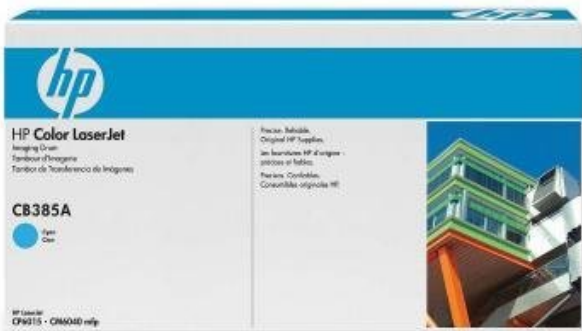 hp
HP Color LaserJet
Imaging Drum
Tambour d'Imagerie
Tambor de Transferencia de Imágenes
CB385A
Cyan
Cian
HP LaserJet
CP6015 • CM6040 mfp
Precise. Reliable.
Original HP Supplies.
Les fournitures HP d'origine -
précises et fiables.
Precisos. Confiables.
Consumibles originales HP.